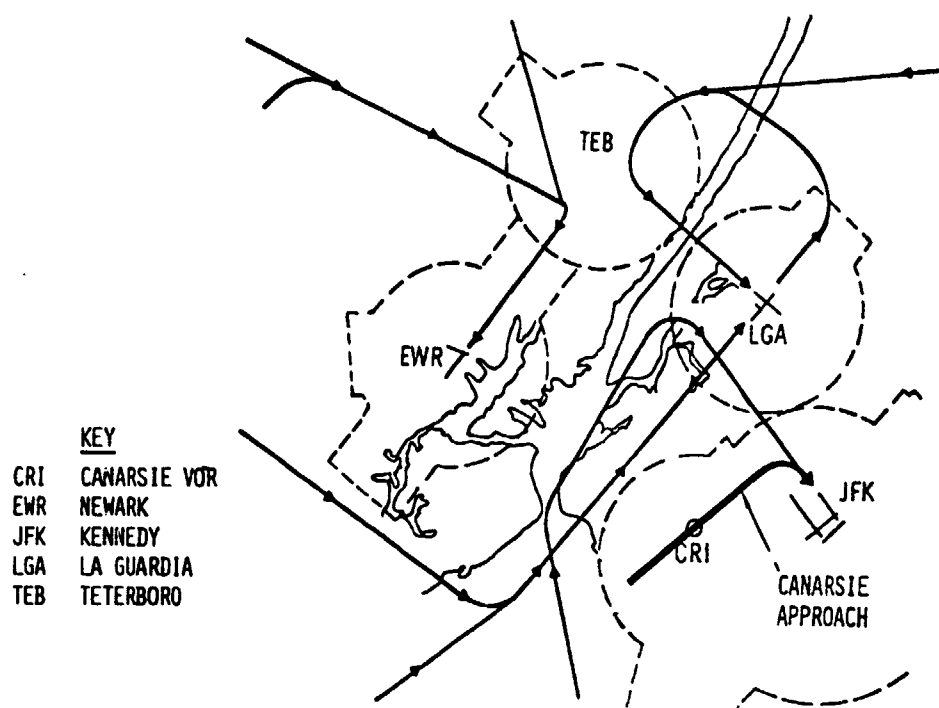 TEB
EWR
LGA
JFK
CRI
CANARSIE
APPROACH
KEY
CRI CANARSIE VOR
EWR NEWARK
JFK KENNEDY
LGA LA GUARDIA
TEB TETERBORO